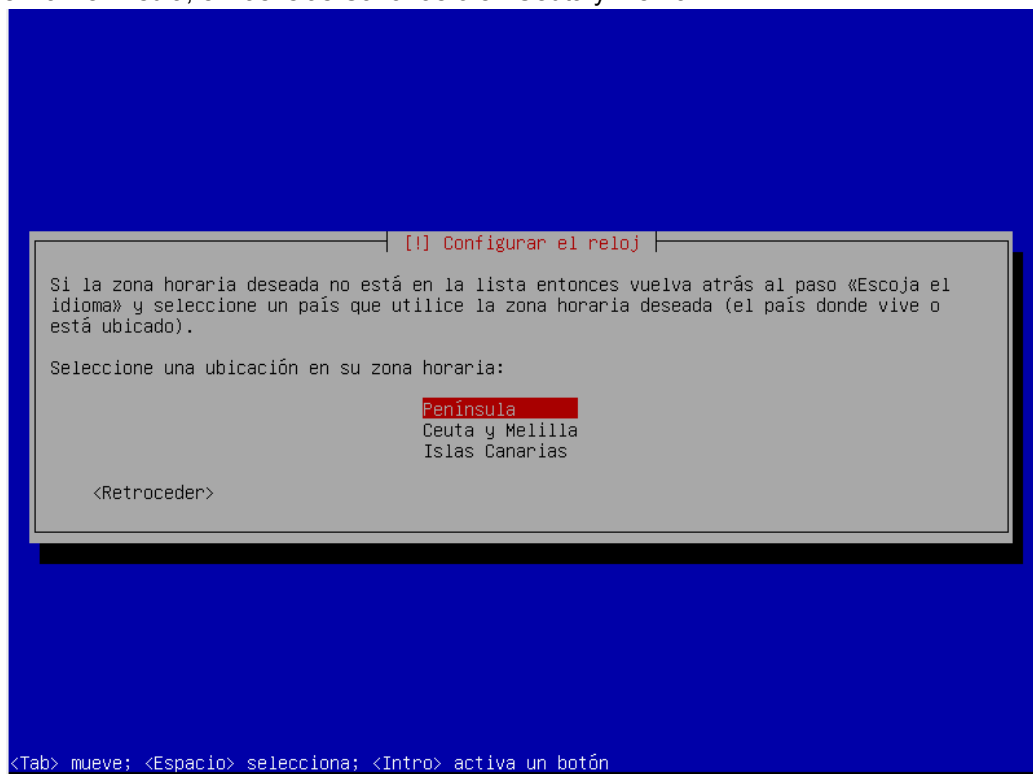 [!] Configurar el reloj
Si la zona horaria deseada no está en la lista entonces vuelva atrás al paso «Escoja el
idioma» y seleccione un país que utilice la zona horaria deseada (el país donde vive o
está ubicado).
Seleccione una ubicación en su zona horaria:
Península
Ceuta y Melilla
Islas Canarias
<Retroceder>
<Tab> mueve; <Espacio> selecciona; <Intro> activa un botón